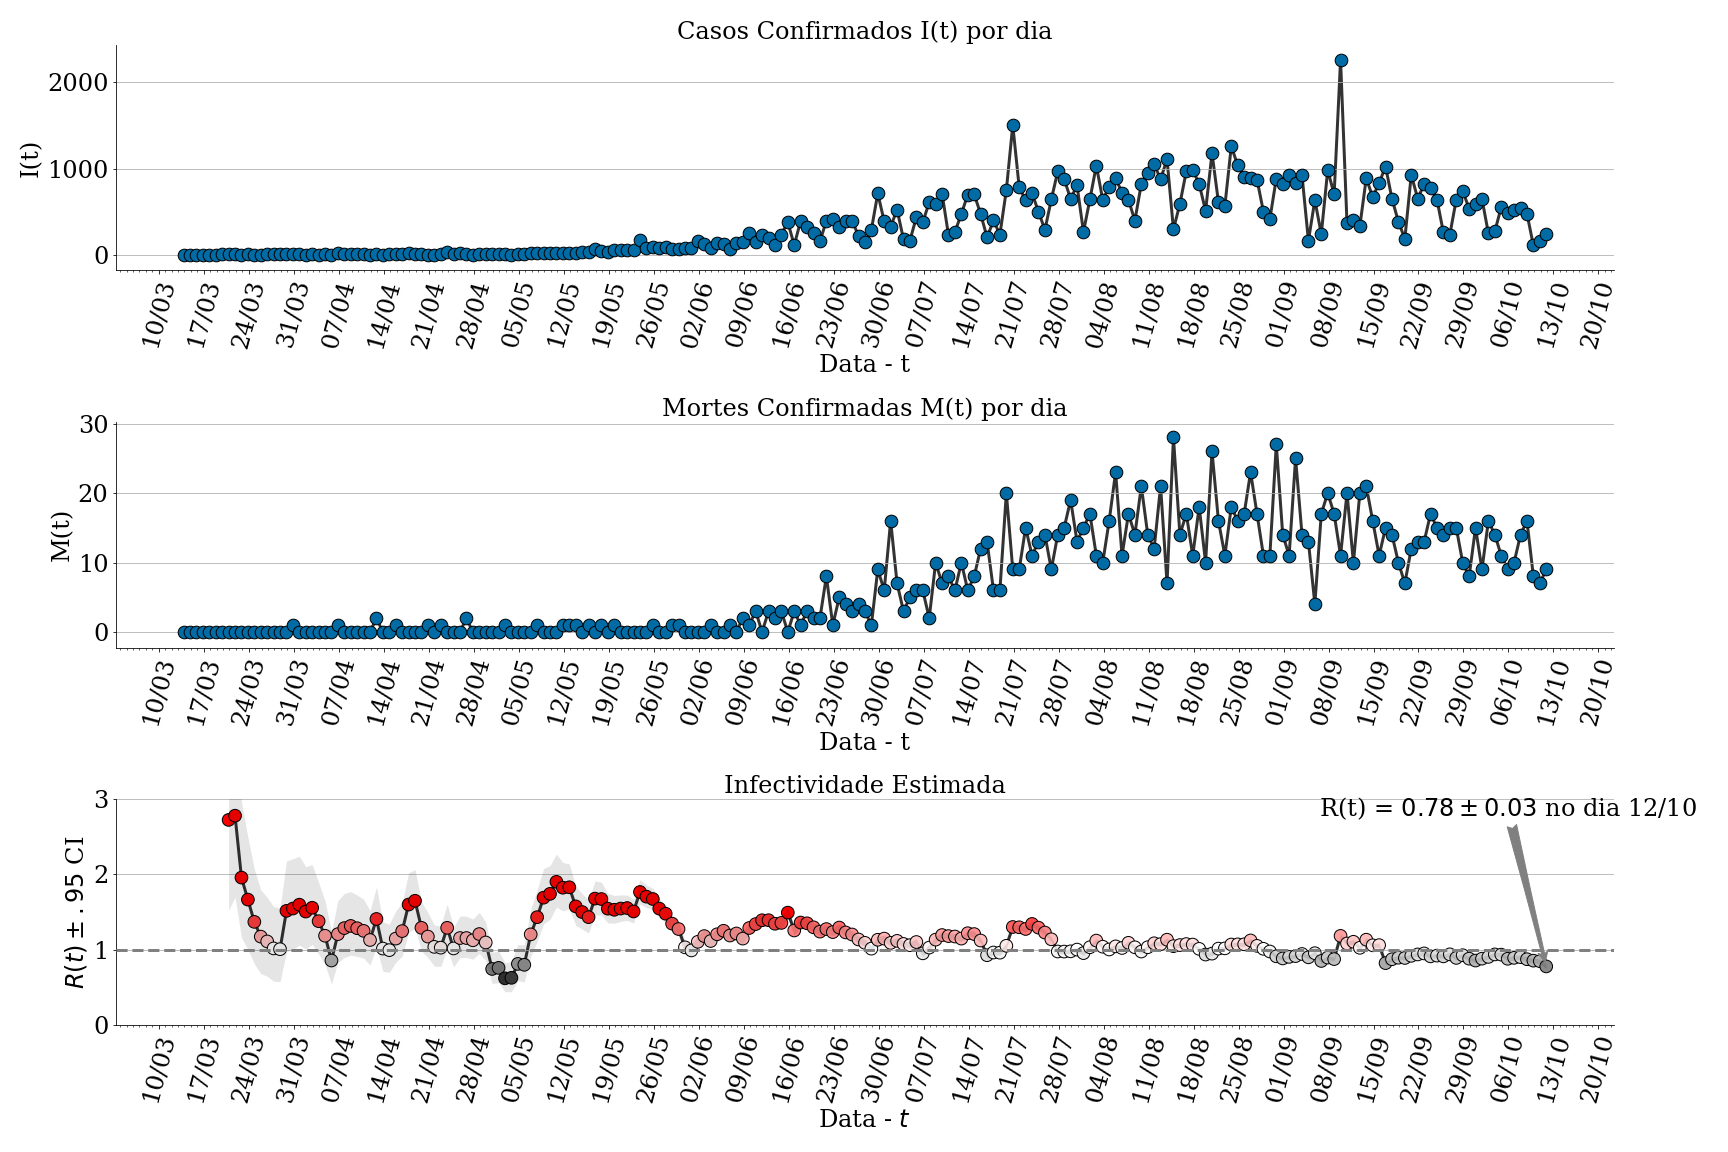 Casos Confirmados I(t) por dia
I(t)
2000
1000
0
10/03 17/03 24/03 31/03 07/04 14/04 21/04 28/04 05/05 12/05 19/05 26/05 02/06 09/06 16/06 23/06 30/06 07/07 14/07 21/07 28/07 04/08 11/08 18/08 25/08 01/09 08/09 15/09 22/09 29/09 06/10 13/10 20/10
Data - t
Mortes Confirmadas M(t) por dia
M(t)
30
20
10
0
10/03 17/03 24/03 31/03 07/04 14/04 21/04 28/04 05/05 12/05 19/05 26/05 02/06 09/06 16/06 23/06 30/06 07/07 14/07 21/07 28/07 04/08 11/08 18/08 25/08 01/09 08/09 15/09 22/09 29/09 06/10 13/10 20/10
Data - t
Infectividade Estimada
R(t) = 0.78 ± 0.03 no dia 12/10
R(t) ± .95 CI
3
2
1
0
10/03 17/03 24/03 31/03 07/04 14/04 21/04 28/04 05/05 12/05 19/05 26/05 02/06 09/06 16/06 23/06 30/06 07/07 14/07 21/07 28/07 04/08 11/08 18/08 25/08 01/09 08/09 15/09 22/09 29/09 06/10 13/10 20/10
Data - t